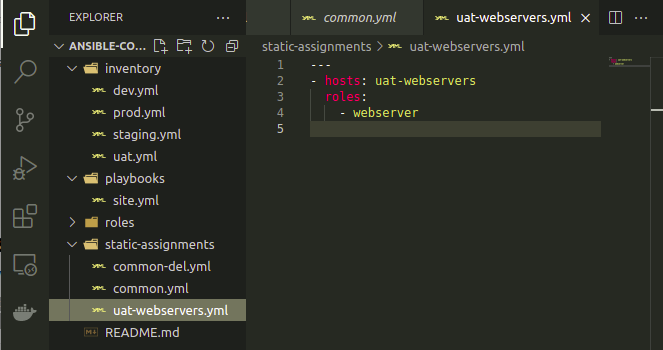 EXPLORER
common.yml
uat-webservers.yml
ANSIBLE-CO...
static-assignments > uat-webservers.yml
inventory
dev.yml
prod.yml
staging.yml
uat.yml
playbooks
site.yml
roles
static-assignments
common-del.yml
common.yml
uat-webservers.yml
README.md
1 ---
2 - hosts: uat-webservers
3 roles:
4 - webserver
5